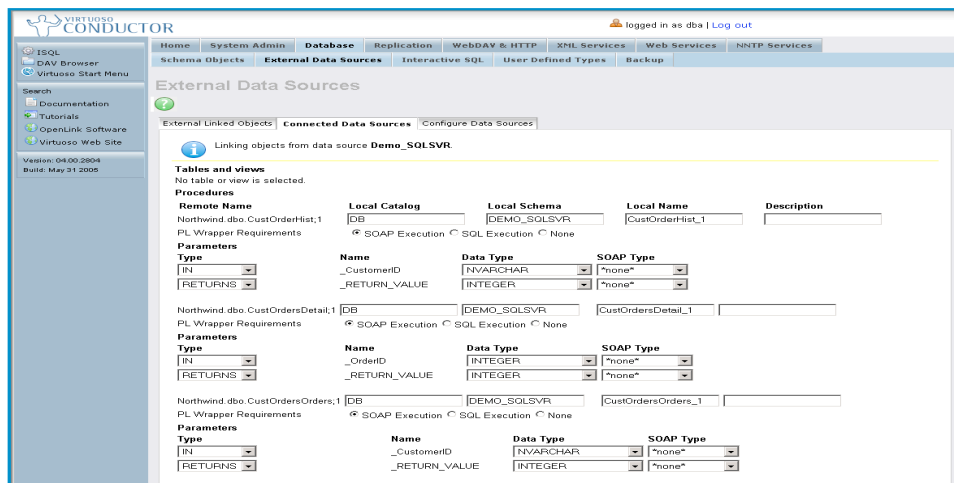 VIRTUOSO
CONDUCTOR
logged in as dba | Log out
ISQL
DAV Browser
Virtuoso Start Menu
Search
Documentation
Tutorials
OpenLink Software
Virtuoso Web Site
Version: 04.00.2804
Build: May 31 2005
Home System Admin Database Replication WebDAV & HTTP XML Services Web Services NNTP Services
Schema Objects External Data Sources Interactive SQL User Defined Types Backup
External Data Sources
?
External Linked Objects Connected Data Sources Configure Data Sources
i Linking objects from data source Demo_SQLSVR.
Tables and views
No table or view is selected.
Procedures
Remote Name Local Catalog Local Schema Local Name Description
Northwind.dbo.CustOrderHist;1 DB DEMO_SQLSVR CustOrderHist_1
PL Wrapper Requirements SOAP Execution SQL Execution None
Parameters
Type Name Data Type SOAP Type
IN _CustomerID NVARCHAR *none*
RETURNS _RETURN_VALUE INTEGER *none*
Northwind.dbo.CustOrdersDetail;1 DB DEMO_SQLSVR CustOrdersDetail_1
PL Wrapper Requirements SOAP Execution SQL Execution None
Parameters
Type Name Data Type SOAP Type
IN _OrderID INTEGER *none*
RETURNS _RETURN_VALUE INTEGER *none*
Northwind.dbo.CustOrdersOrders;1 DB DEMO_SQLSVR CustOrdersOrders_1
PL Wrapper Requirements SOAP Execution SQL Execution None
Parameters
Type Name Data Type SOAP Type
IN _CustomerID NVARCHAR *none*
RETURNS _RETURN_VALUE INTEGER *none*